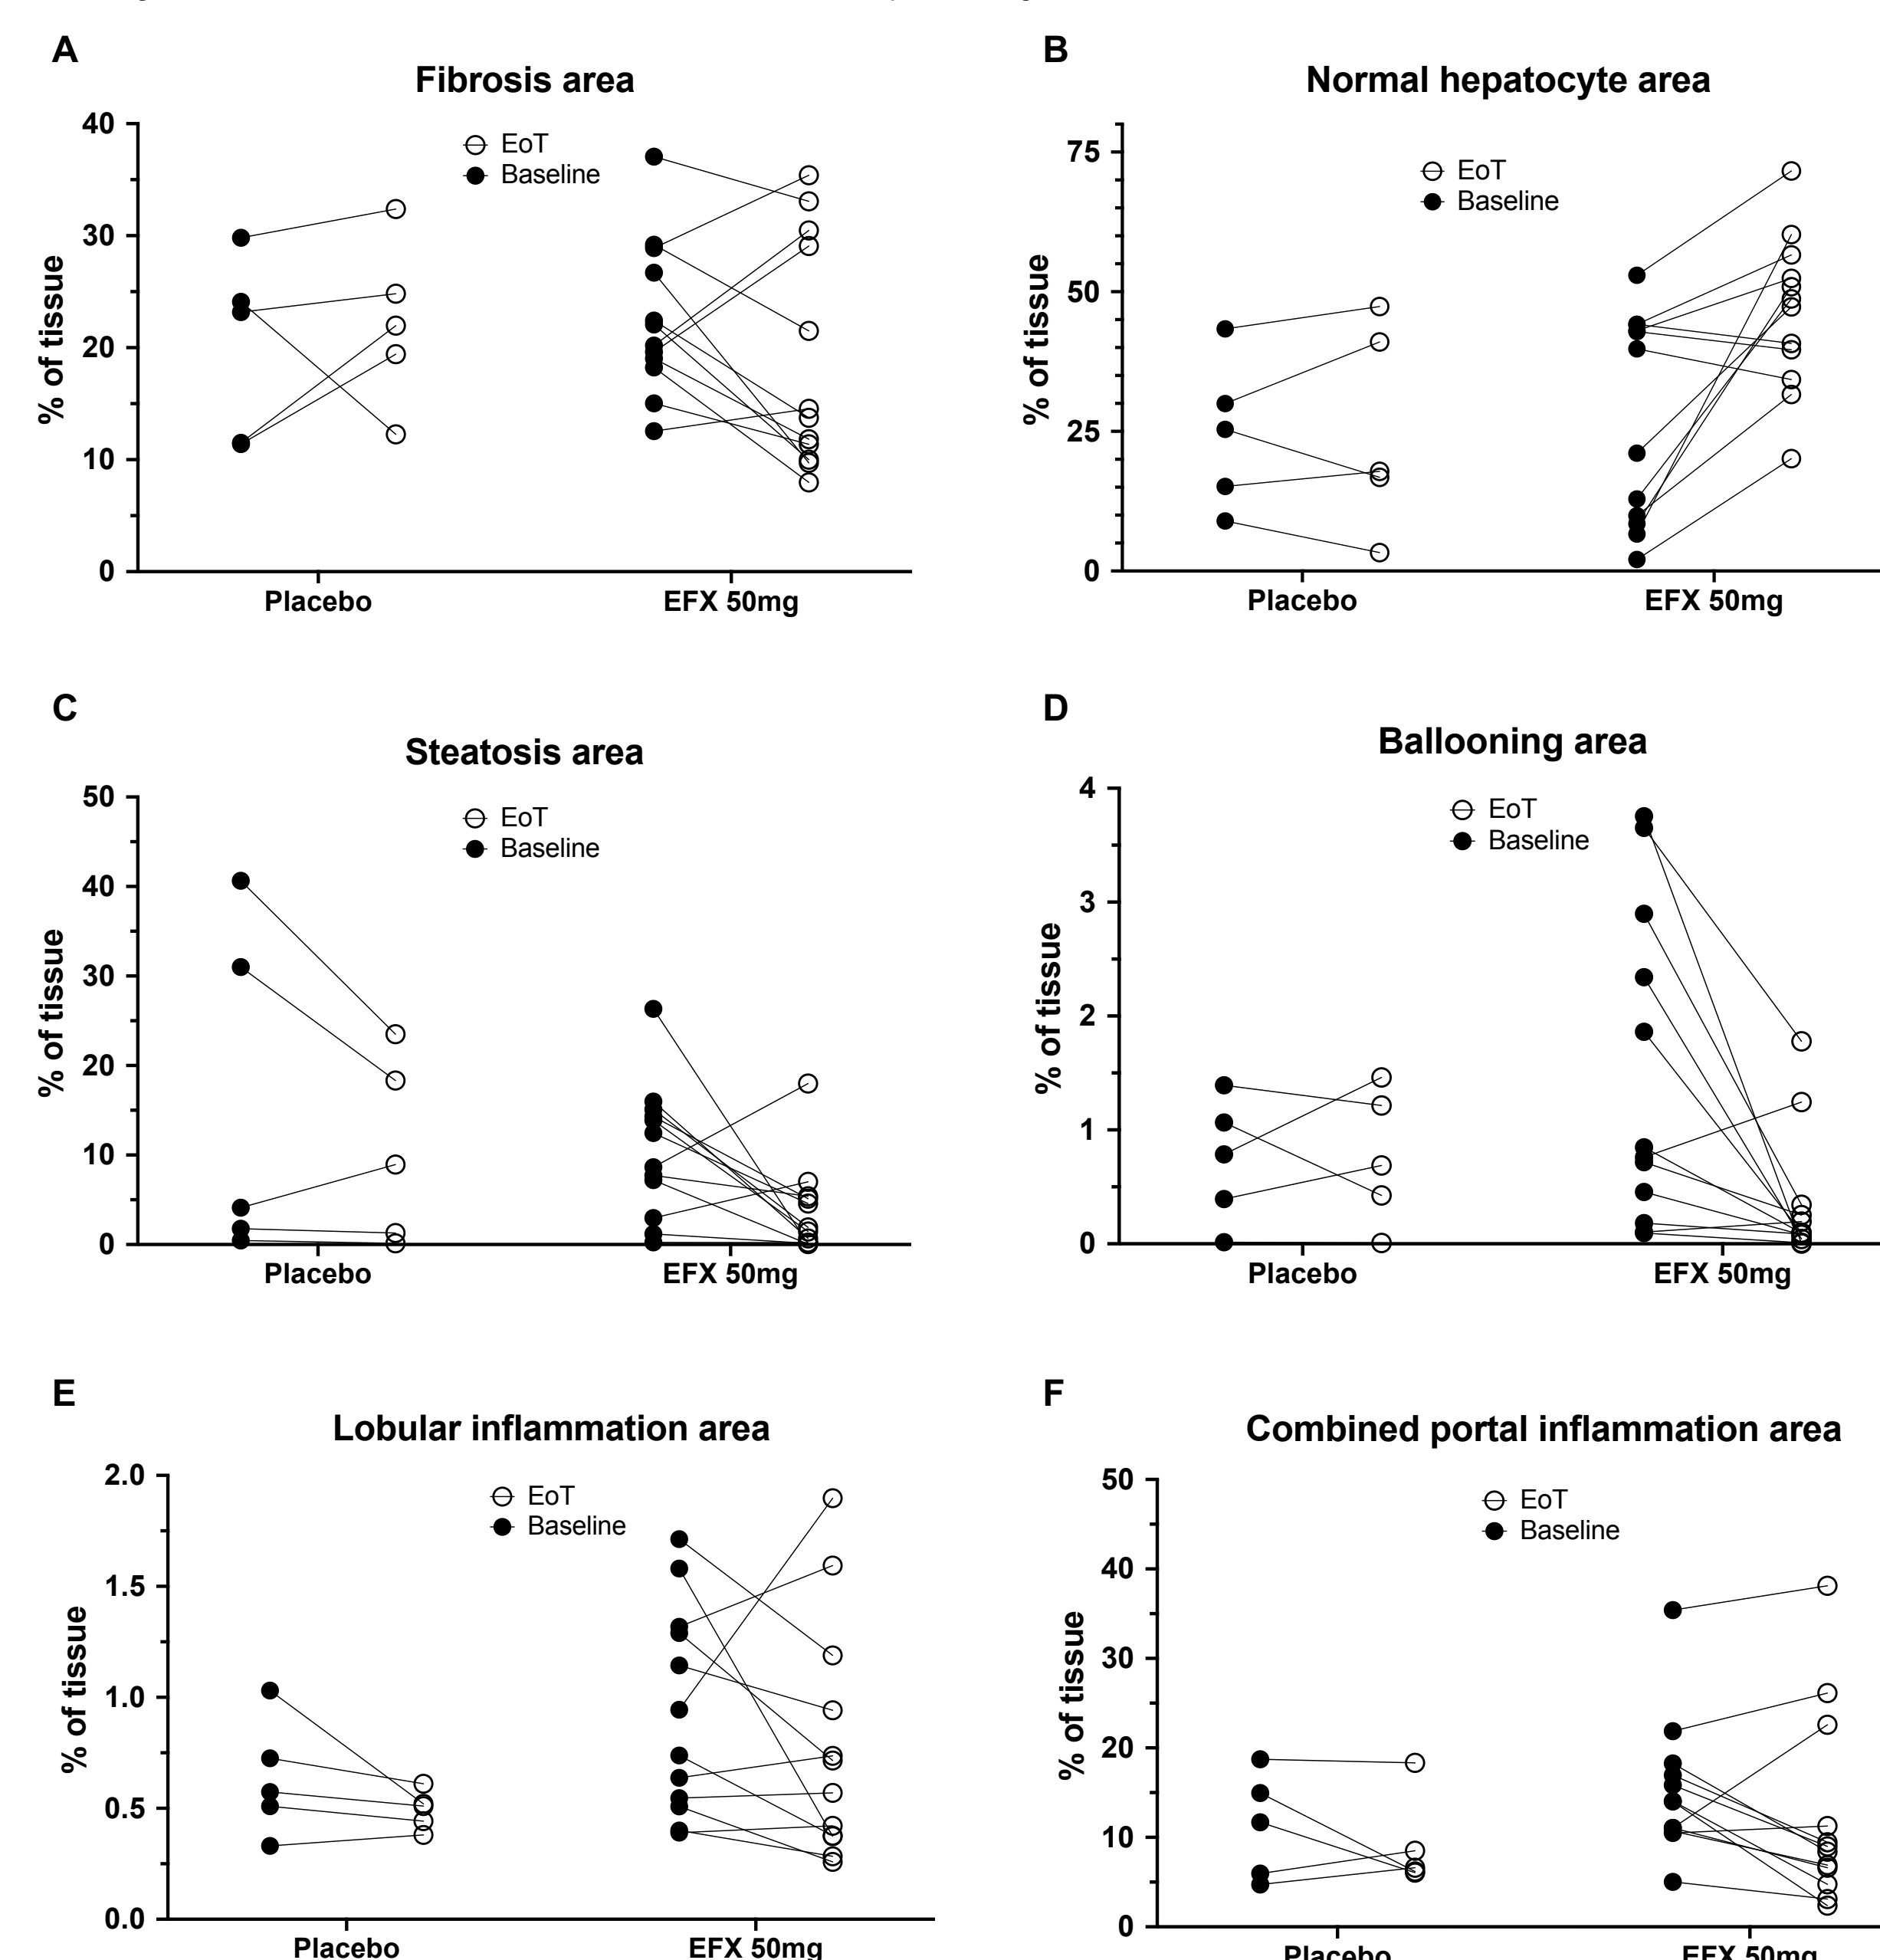 A
Fibrosis area
40
30
20
10
0
% of tissue
EoT
Baseline
Placebo
EFX 50mg
B
Normal hepatocyte area
75
50
25
0
% of tissue
EoT
Baseline
Placebo
EFX 50mg
C
Steatosis area
50
40
30
20
10
0
% of tissue
EoT
Baseline
Placebo
EFX 50mg
D
Ballooning area
4
3
2
1
0
% of tissue
EoT
Baseline
Placebo
EFX 50mg
E
Lobular inflammation area
2.0
1.5
1.0
0.5
0.0
% of tissue
EoT
Baseline
Placebo
EFX 50mg
F
Combined portal inflammation area
50
40
30
20
10
0
% of tissue
EoT
Baseline
Placebo
EFX 50mg